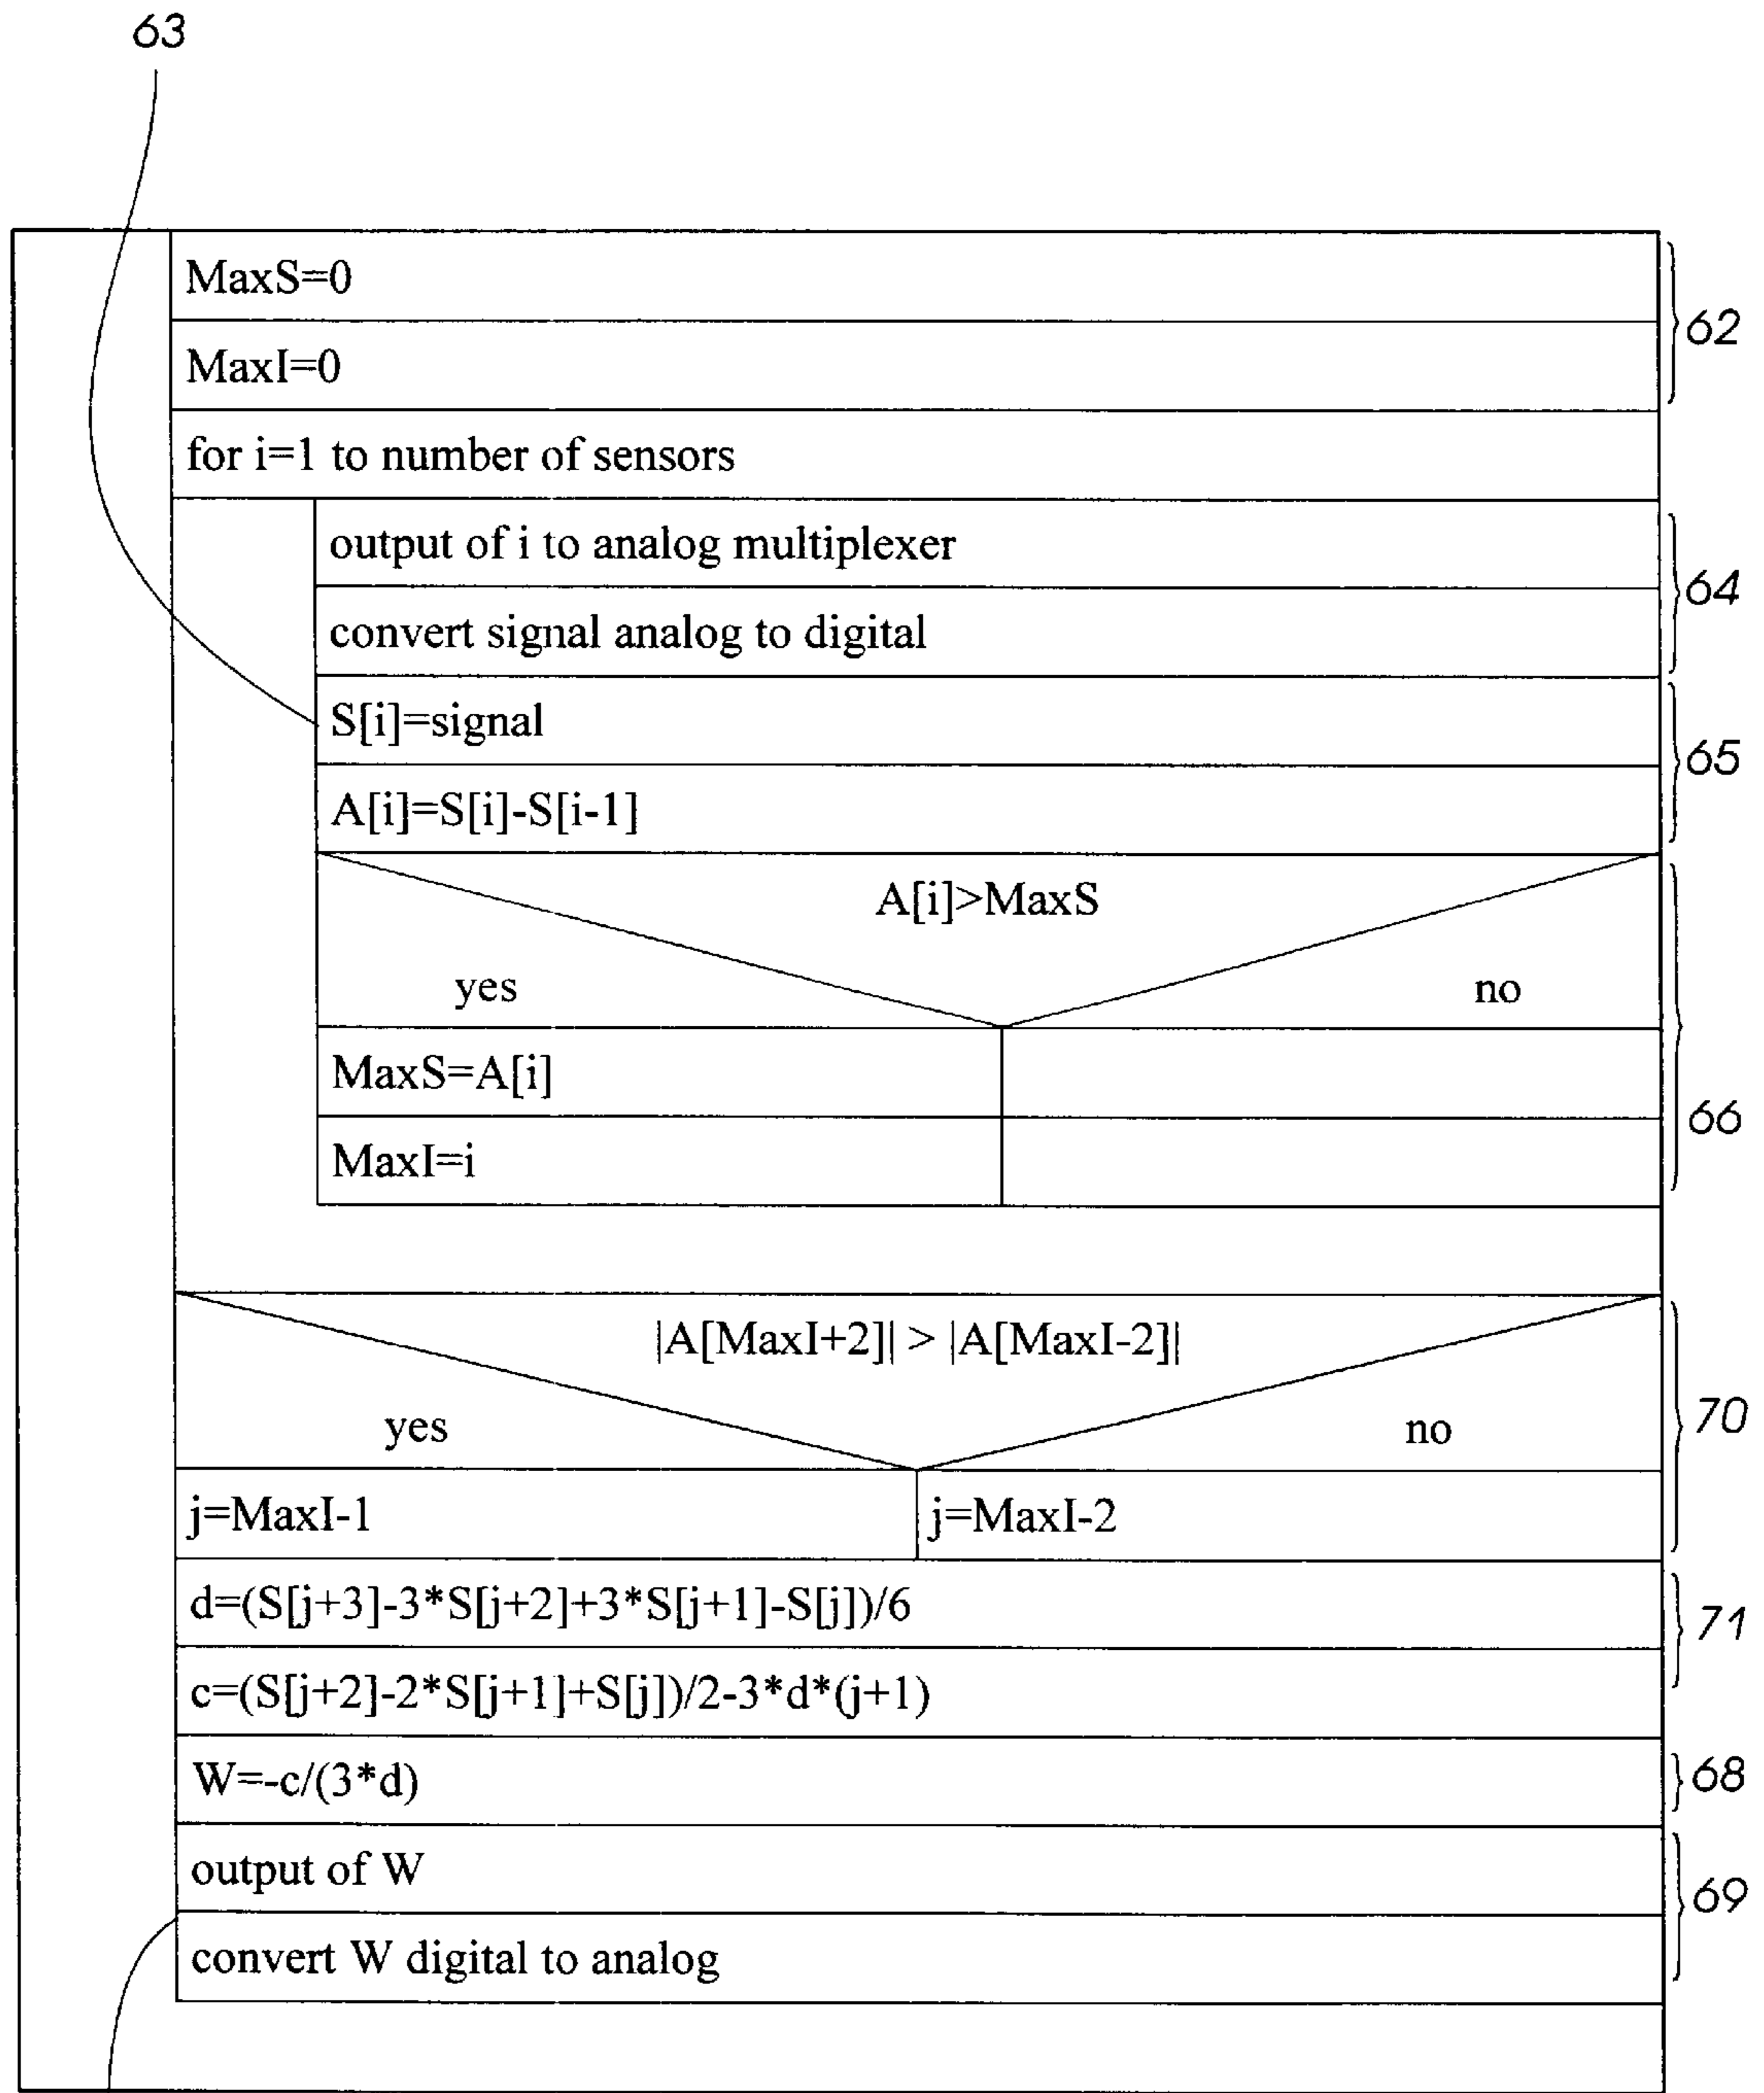 63
MaxS=0
62
MaxI=0
for i=1 to number of sensors
output of i to analog multiplexer
64
convert signal analog to digital
S[i]=signal
65
A[i]=S[i]-S[i-1]
A[i]>MaxS
yes
no
MaxS=A[i]
66
MaxI=i
|A[MaxI+2]| > |A[MaxI-2]|
70
yes
no
j=MaxI-1
j=MaxI-2
d=(S[j+3]-3*S[j+2]+3*S[j+1]-S[j])/6
71
c=(S[j+2]-2*S[j+1]+S[j])/2-3*d*(j+1)
W=-c/(3*d)
68
output of W
69
convert W digital to analog